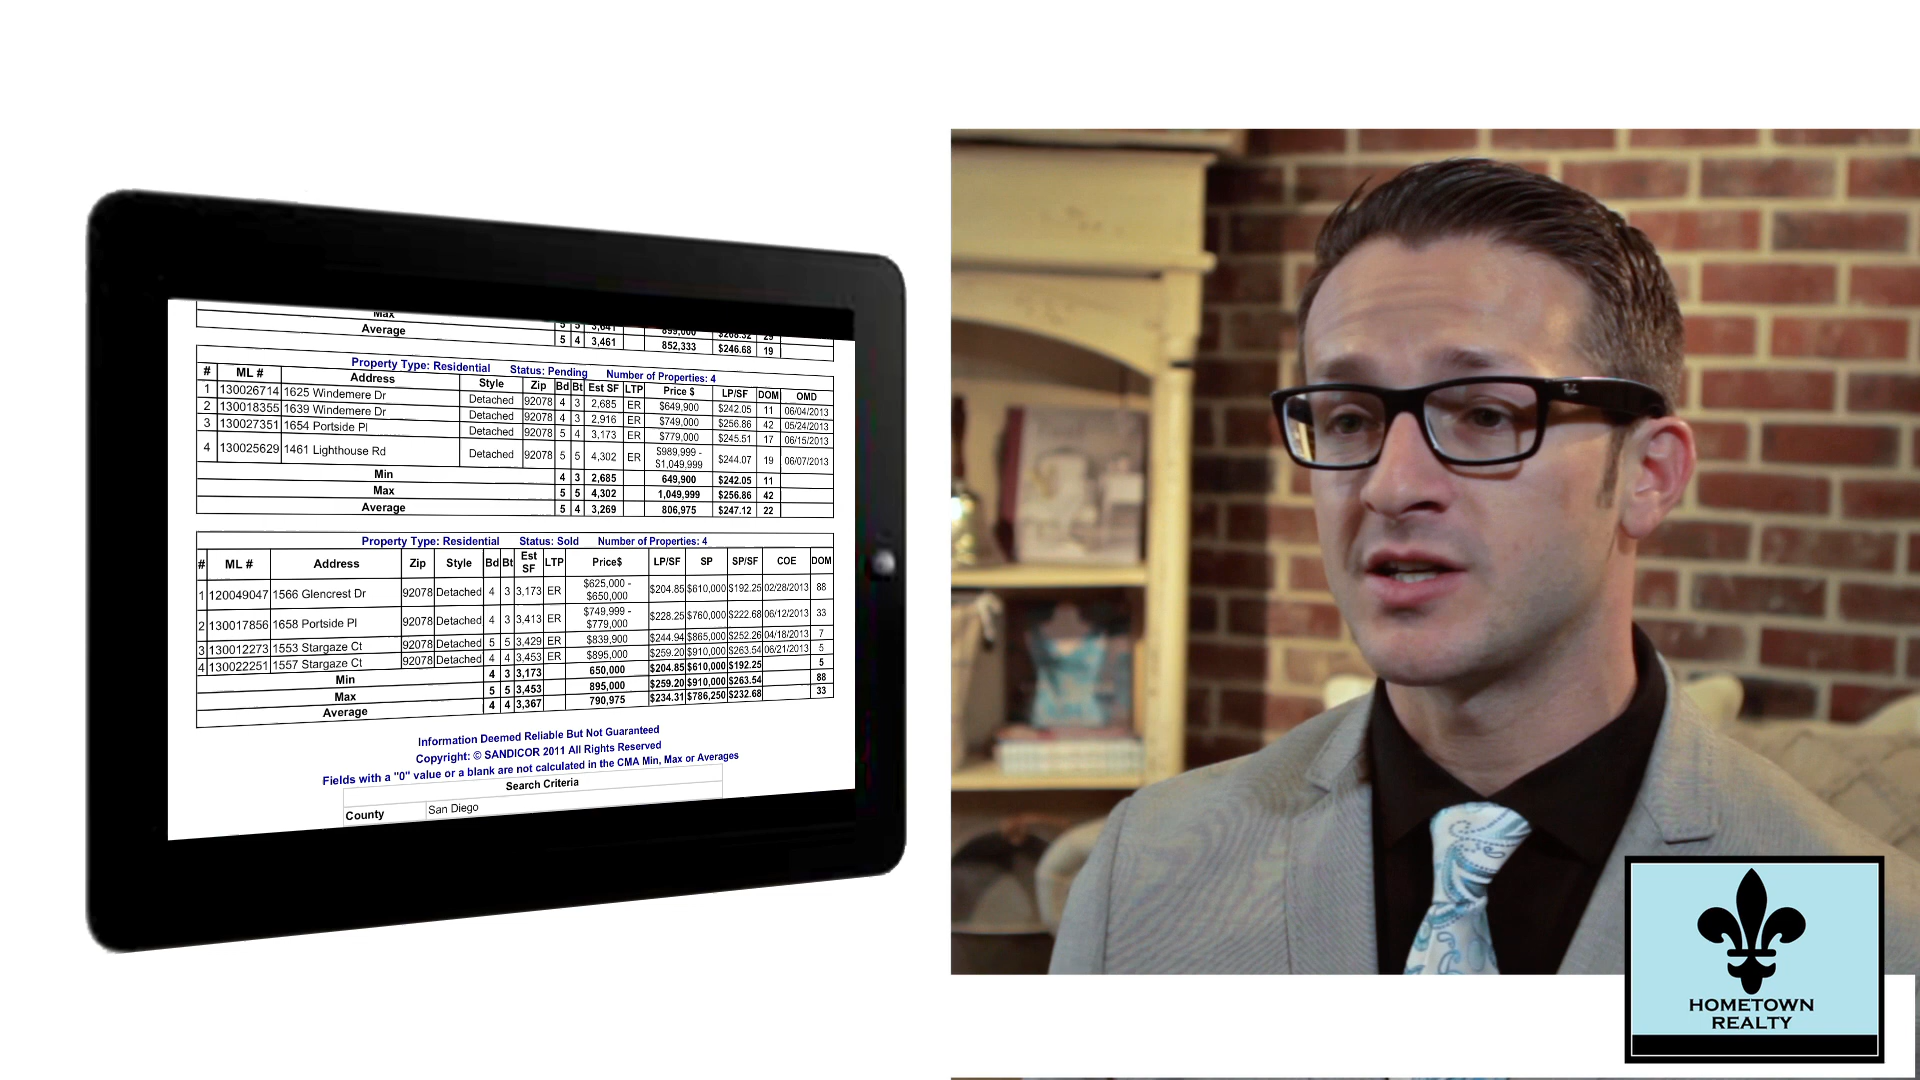 Max 5 5 3,641 899,000 $268.52 29
Average 5 4 3,461 852,333 $246.68 19
Property Type: Residential Status: Pending Number of Properties: 4
# ML # Address Style Zip Bd Bt Est SF LTP Price $ LP/SF DOM OMD
1 130026714 1625 Windemere Dr Detached 92078 4 3 2,685 ER $649,900 $242.05 11 06/04/2013
2 130018355 1639 Windemere Dr Detached 92078 4 3 2,916 ER $749,000 $256.86 42 05/24/2013
3 130027351 1654 Portside Pl Detached 92078 5 4 3,173 ER $779,000 $245.51 17 06/15/2013
4 130025629 1461 Lighthouse Rd Detached 92078 5 5 4,302 ER $989,999 - $1,049,999 $244.07 19 06/07/2013
Min 4 3 2,685 649,900 $242.05 11
Max 5 5 4,302 1,049,999 $256.86 42
Average 5 4 3,269 806,975 $247.12 22
Property Type: Residential Status: Sold Number of Properties: 4
# ML # Address Zip Style Bd Bt Est SF LTP Price$ LP/SF SP SP/SF COE DOM
1 120049047 1566 Glencrest Dr 92078 Detached 4 3 3,173 ER $625,000 - $650,000 $204.85 $610,000 $192.25 02/28/2013 88
2 130017856 1658 Portside Pl 92078 Detached 4 3 3,413 ER $749,999 - $779,000 $228.25 $760,000 $222.68 06/12/2013 33
3 130012273 1553 Stargaze Ct 92078 Detached 5 5 3,429 ER $839,900 $244.94 $865,000 $252.26 04/18/2013 7
4 130022251 1557 Stargaze Ct 92078 Detached 4 4 3,453 ER $895,000 $259.20 $910,000 $263.54 06/21/2013 5
Min 4 3 3,173 650,000 $204.85 $610,000 $192.25 5
Max 5 5 3,453 895,000 $259.20 $910,000 $263.54 88
Average 4 4 3,367 790,975 $234.31 $786,250 $232.68 33
Information Deemed Reliable But Not Guaranteed
Copyright: © SANDICOR 2011 All Rights Reserved
Fields with a "0" value or a blank are not calculated in the CMA Min, Max or Averages
Search Criteria
County San Diego
Ray-Ban
HOMETOWN
REALTY